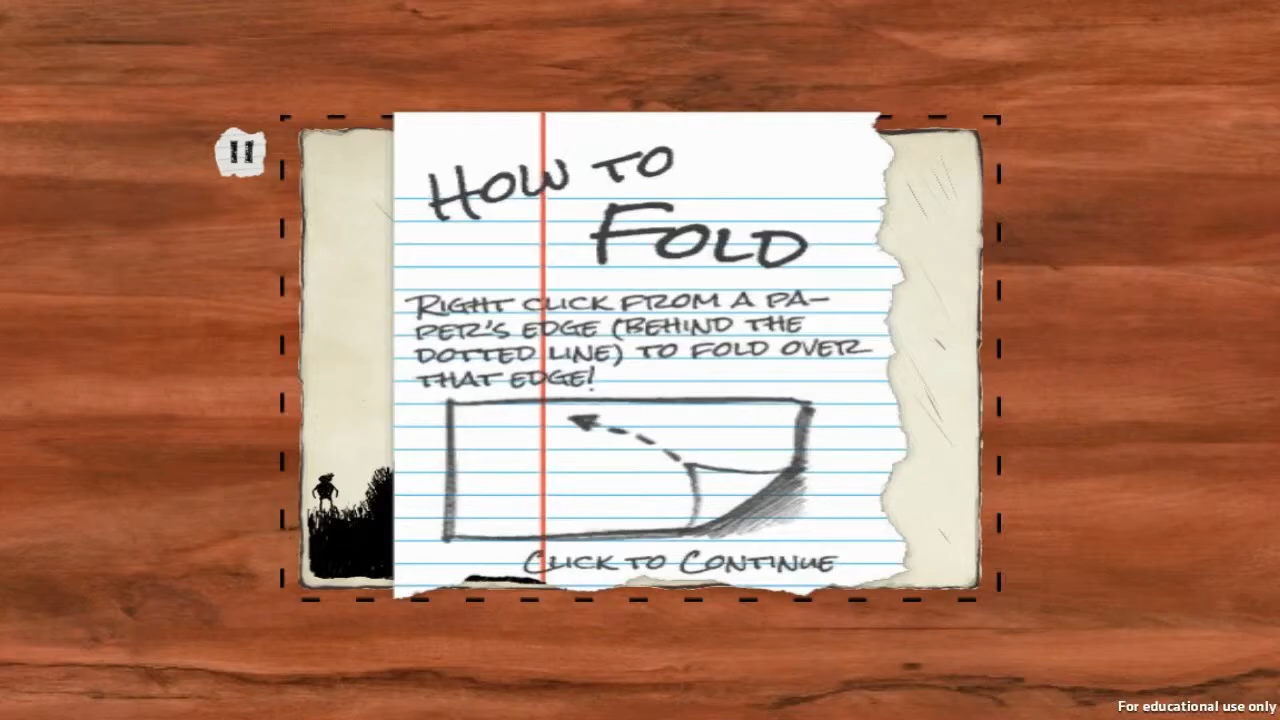 HOW TO
FOLD
RIGHT CLICK FROM A PA-
PER'S EDGE (BEHIND THE
DOTTED LINE) TO FOLD OVER
THAT EDGE!
CLICK TO CONTINUE
For educational use only